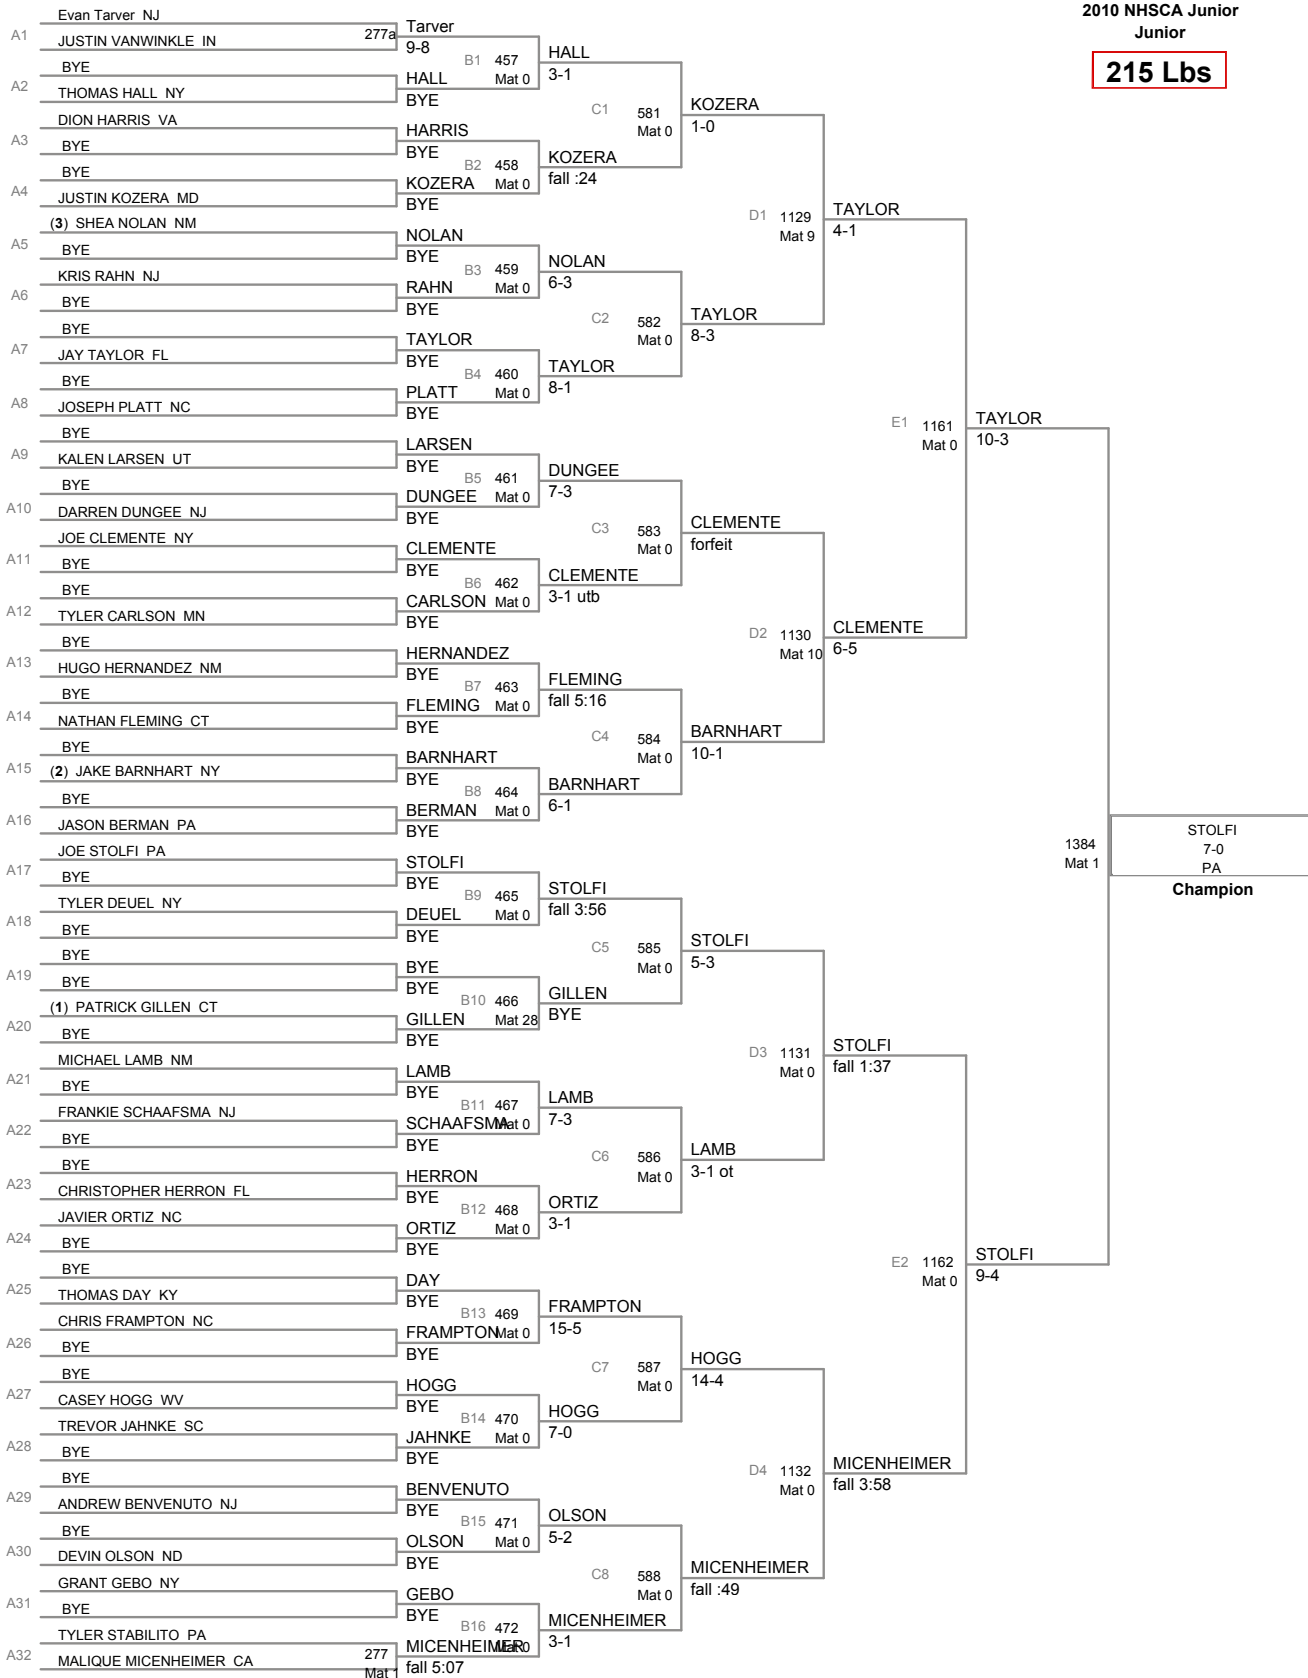 2010 NHSCA Junior
Junior
215 Lbs
A1
Evan Tarver NJ
JUSTIN VANWINKLE IN
277a
A2
BYE
THOMAS HALL NY
A3
DION HARRIS VA
BYE
A4
BYE
JUSTIN KOZERA MD
A5
(3) SHEA NOLAN NM
BYE
A6
KRIS RAHN NJ
BYE
A7
BYE
JAY TAYLOR FL
A8
BYE
JOSEPH PLATT NC
A9
BYE
KALEN LARSEN UT
A10
BYE
DARREN DUNGEE NJ
A11
JOE CLEMENTE NY
BYE
A12
BYE
TYLER CARLSON MN
A13
BYE
HUGO HERNANDEZ NM
A14
BYE
NATHAN FLEMING CT
A15
BYE
(2) JAKE BARNHART NY
A16
BYE
JASON BERMAN PA
A17
JOE STOLFI PA
BYE
A18
TYLER DEUEL NY
BYE
A19
BYE
BYE
A20
(1) PATRICK GILLEN CT
BYE
A21
MICHAEL LAMB NM
BYE
A22
FRANKIE SCHAAFSMA NJ
BYE
A23
BYE
CHRISTOPHER HERRON FL
A24
JAVIER ORTIZ NC
BYE
A25
BYE
THOMAS DAY KY
A26
CHRIS FRAMPTON NC
BYE
A27
BYE
CASEY HOGG WV
A28
TREVOR JAHNKE SC
BYE
A29
BYE
ANDREW BENVENUTO NJ
A30
BYE
DEVIN OLSON ND
A31
GRANT GEBO NY
BYE
A32
TYLER STABILITO PA
MALIQUE MICENHEIMER CA
277
Mat 1
Tarver
9-8
B1 457
Mat 0
HALL
BYE
HARRIS
BYE
B2 458
Mat 0
KOZERA
BYE
NOLAN
BYE
B3 459
Mat 0
RAHN
BYE
TAYLOR
BYE
B4 460
Mat 0
PLATT
BYE
LARSEN
BYE
B5 461
Mat 0
DUNGEE
BYE
CLEMENTE
BYE
B6 462
Mat 0
CARLSON
BYE
HERNANDEZ
BYE
B7 463
Mat 0
FLEMING
BYE
BARNHART
BYE
B8 464
Mat 0
BERMAN
BYE
STOLFI
BYE
B9 465
Mat 0
DEUEL
BYE
BYE
BYE
B10 466
Mat 28
GILLEN
BYE
LAMB
BYE
B11 467
Mat 0
SCHAAFSMA
BYE
HERRON
BYE
B12 468
Mat 0
ORTIZ
BYE
DAY
BYE
B13 469
Mat 0
FRAMPTON
BYE
HOGG
BYE
B14 470
Mat 0
JAHNKE
BYE
BENVENUTO
BYE
B15 471
Mat 0
OLSON
BYE
GEBO
BYE
B16 472
Mat 0
MICENHEIMER
fall 5:07
HALL
3-1
C1 581
Mat 0
KOZERA
fall :24
NOLAN
6-3
C2 582
Mat 0
TAYLOR
8-1
DUNGEE
7-3
C3 583
Mat 0
CLEMENTE
3-1 utb
FLEMING
fall 5:16
C4 584
Mat 0
BARNHART
6-1
STOLFI
fall 3:56
C5 585
Mat 0
GILLEN
BYE
LAMB
7-3
C6 586
Mat 0
ORTIZ
3-1
FRAMPTON
15-5
C7 587
Mat 0
HOGG
7-0
OLSON
5-2
C8 588
Mat 0
MICENHEIMER
3-1
KOZERA
1-0
D1 1129
Mat 9
TAYLOR
8-3
CLEMENTE
forfeit
D2 1130
Mat 10
BARNHART
10-1
STOLFI
5-3
D3 1131
Mat 0
LAMB
3-1 ot
HOGG
14-4
D4 1132
Mat 0
MICENHEIMER
fall :49
TAYLOR
4-1
E1 1161
Mat 0
CLEMENTE
6-5
STOLFI
fall 1:37
E2 1162
Mat 0
MICENHEIMER
fall 3:58
TAYLOR
10-3
1384
Mat 1
STOLFI
9-4
STOLFI
7-0
PA
Champion